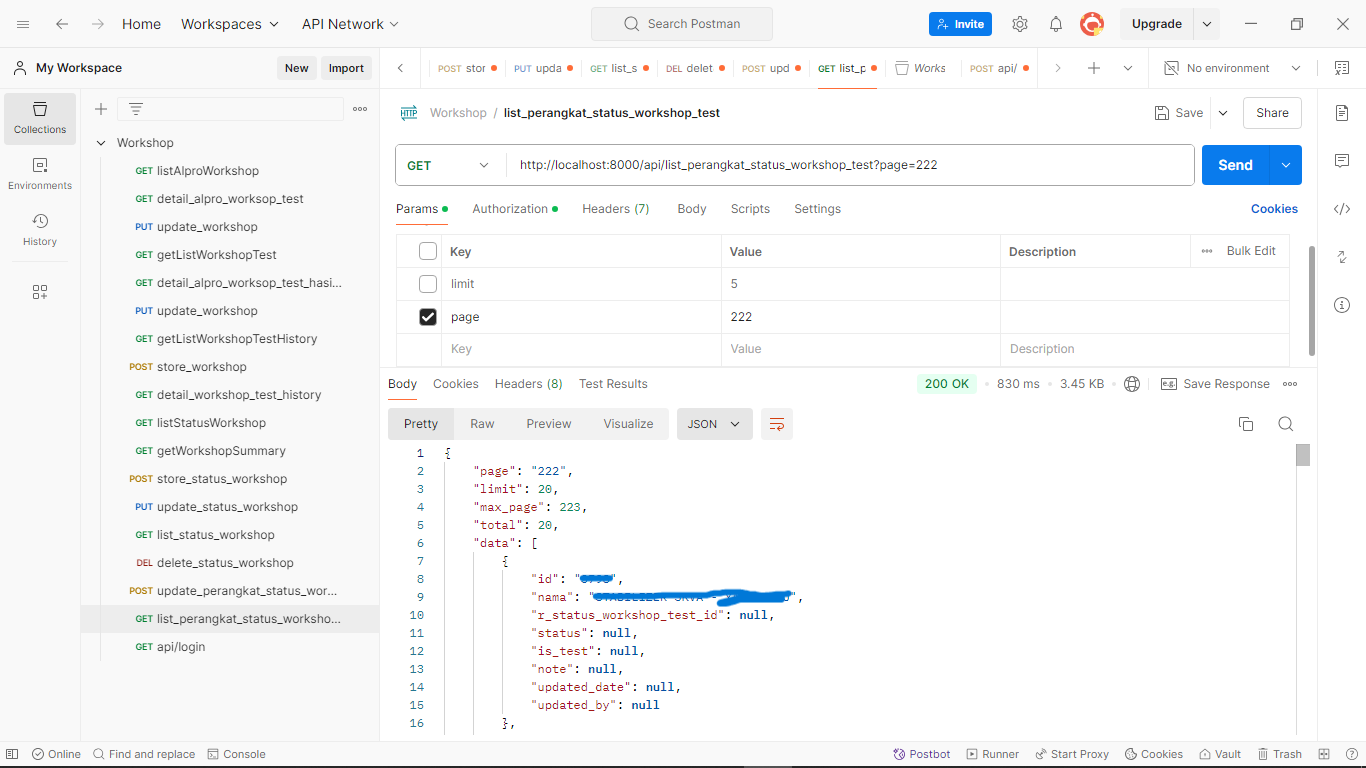 Home Workspaces API Network Search Postman Invite Upgrade
My Workspace New Import
POST stor PUT upda GET list_s DEL delet POST upd GET list_p Works POST api/ No environment
Collections
Environments
History
Workshop
GET listAlproWorkshop
GET detail_alpro_worksop_test
PUT update_workshop
GET getListWorkshopTest
GET detail_alpro_worksop_test_hasi...
PUT update_workshop
GET getListWorkshopTestHistory
POST store_workshop
GET detail_workshop_test_history
GET listStatusWorkshop
GET getWorkshopSummary
POST store_status_workshop
PUT update_status_workshop
GET list_status_workshop
DEL delete_status_workshop
POST update_perangkat_status_wor...
GET list_perangkat_status_worksho...
GET api/login
HTTP Workshop / list_perangkat_status_workshop_test Save Share
GET http://localhost:8000/api/list_perangkat_status_workshop_test?page=222 Send
Params Authorization Headers (7) Body Scripts Settings Cookies
Key Value Description Bulk Edit
limit 5
page 222
Key Value Description
Body Cookies Headers (8) Test Results 200 OK 830 ms 3.45 KB e.g. Save Response
Pretty Raw Preview Visualize JSON
1 {
2 "page": "222",
3 "limit": 20,
4 "max_page": 223,
5 "total": 20,
6 "data": [
7 {
8 "id": "",
9 "nama": "",
10 "r_status_workshop_test_id": null,
11 "status": null,
12 "is_test": null,
13 "note": null,
14 "updated_date": null,
15 "updated_by": null
16 },
Online Find and replace Console Postbot Runner Start Proxy Cookies Vault Trash